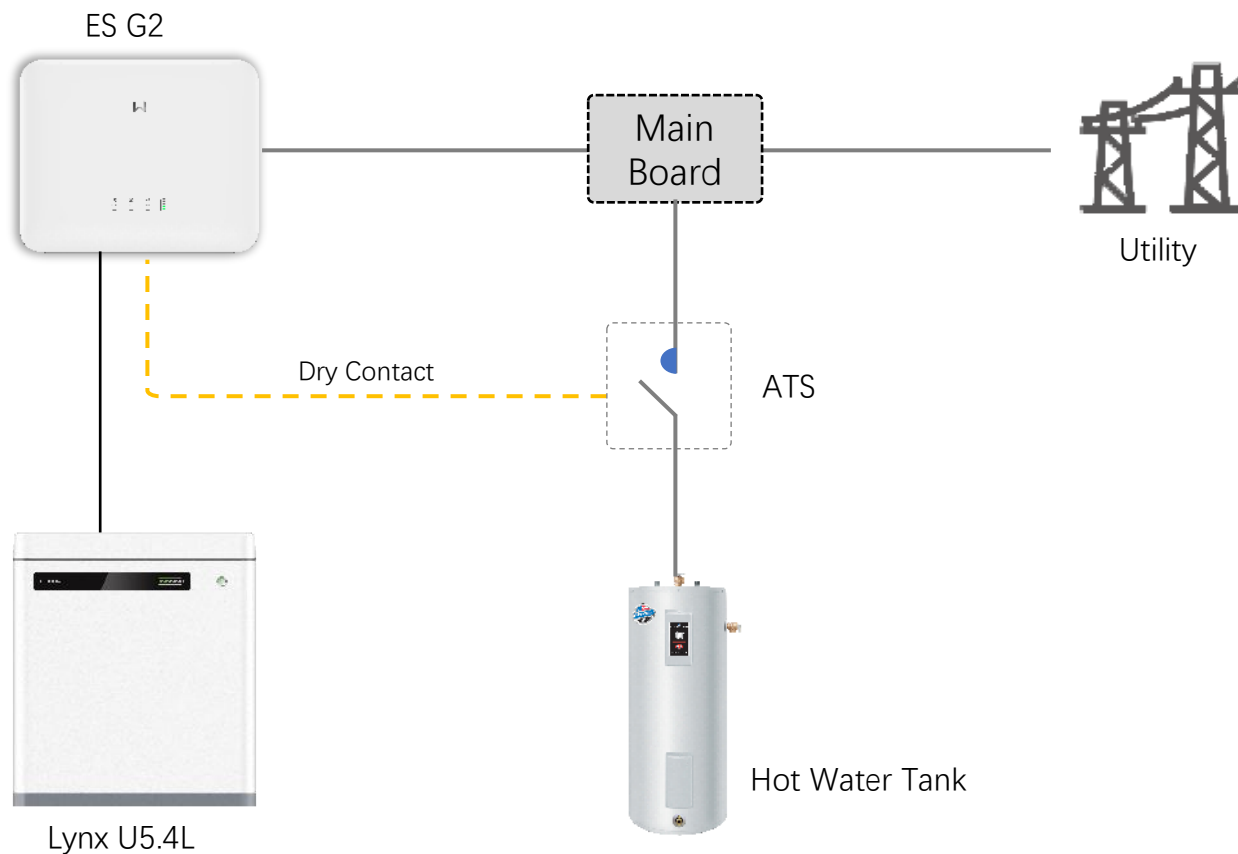 ES G2
Main
Board
Utility
Dry Contact
ATS
Hot Water Tank
Lynx U5.4L